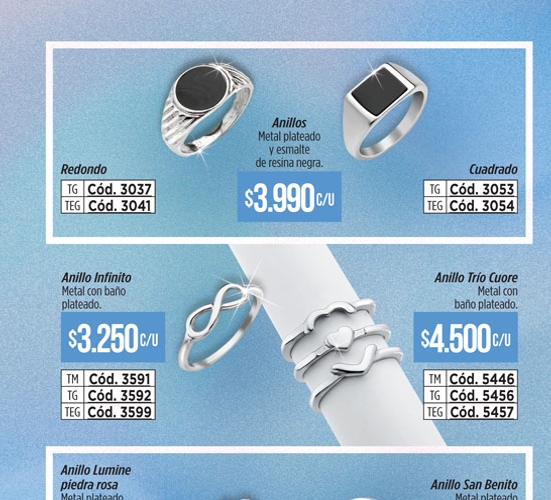 Anillos
Metal plateado
y esmalte
de resina negra.
$3.990 C/U
Redondo
TG Cód. 3037
TEG Cód. 3041
Cuadrado
TG Cód. 3053
TEG Cód. 3054
Anillo Infinito
Metal con baño
plateado.
$3.250 C/U
TM Cód. 3591
TG Cód. 3592
TEG Cód. 3599
Anillo Trío Cuore
Metal con
baño plateado.
$4.500 C/U
TM Cód. 5446
TG Cód. 5456
TEG Cód. 5457
Anillo Lumine
piedra rosa
Metal plateado
Anillo San Benito
Metal plateado